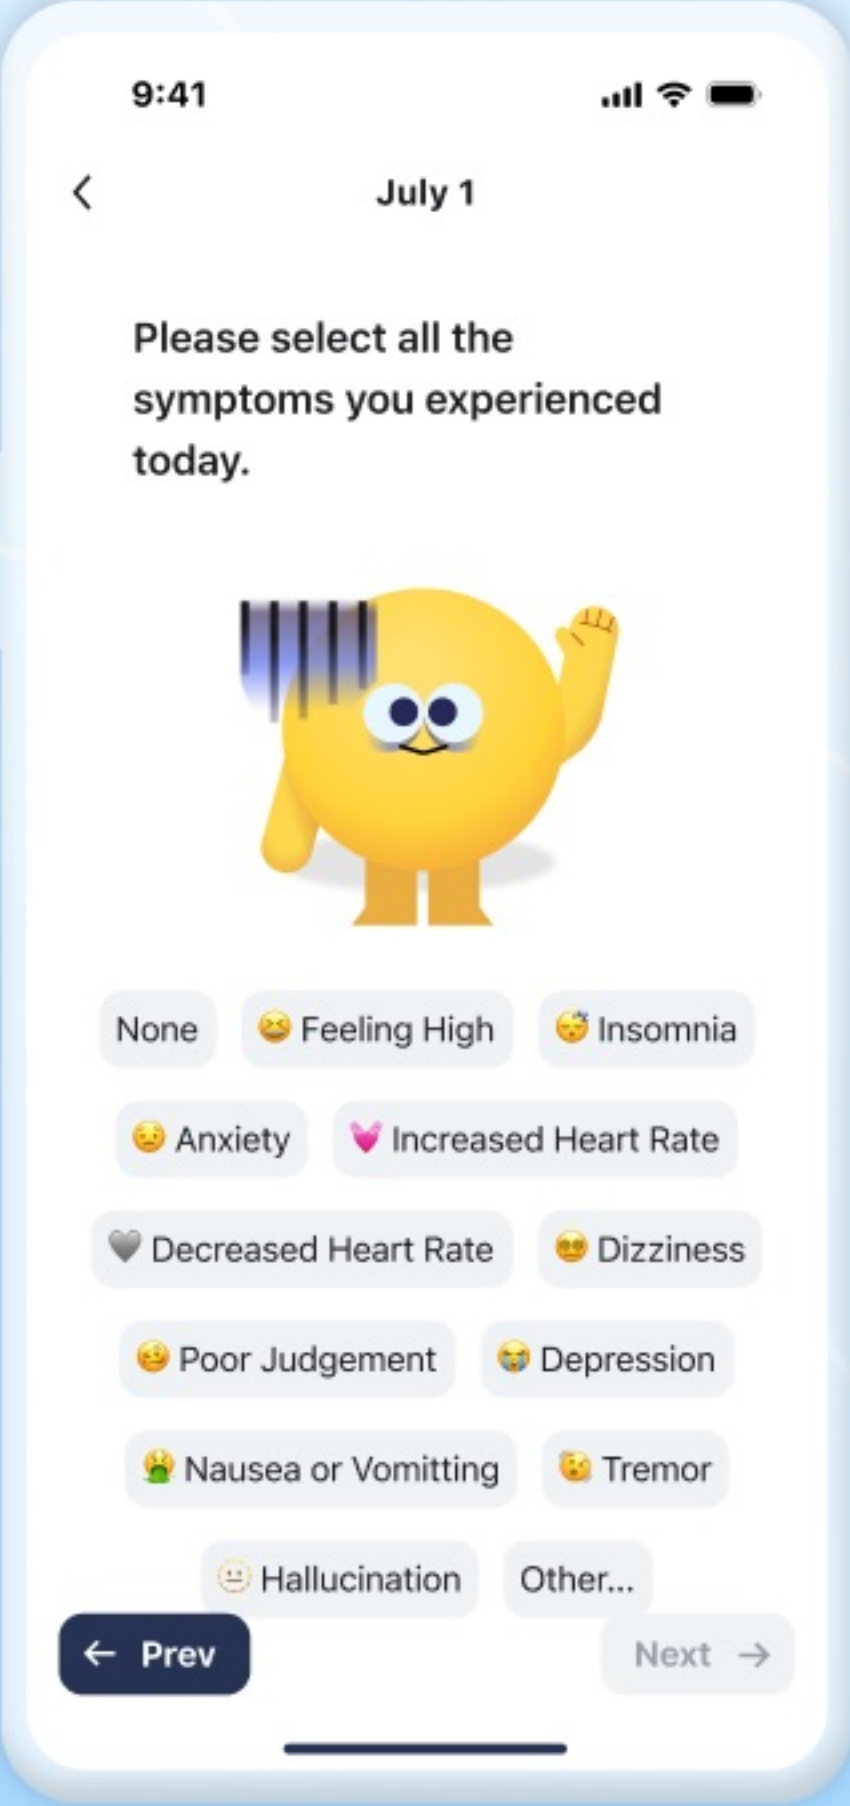 9:41
July 1
Please select all the
symptoms you experienced
today.
None 😆 Feeling High 😴 Insomnia
😟 Anxiety 💓 Increased Heart Rate
🩶 Decreased Heart Rate 😵‍💫 Dizziness
🤒 Poor Judgement 😭 Depression
🤮 Nausea or Vomitting 🫨 Tremor
🫥 Hallucination Other...
← Prev Next →